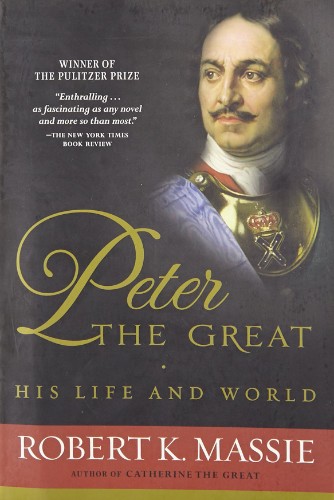 WINNER OF
THE PULITZER PRIZE
"Enthralling . . .
as fascinating as any novel
and more so than most."
—THE NEW YORK TIMES
BOOK REVIEW
Peter
THE GREAT
HIS LIFE AND WORLD
ROBERT K. MASSIE
AUTHOR OF CATHERINE THE GREAT